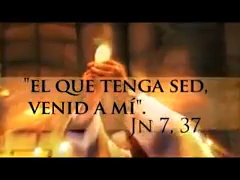 "EL QUE TENGA SED,
VENID A MÍ".
JN 7, 37